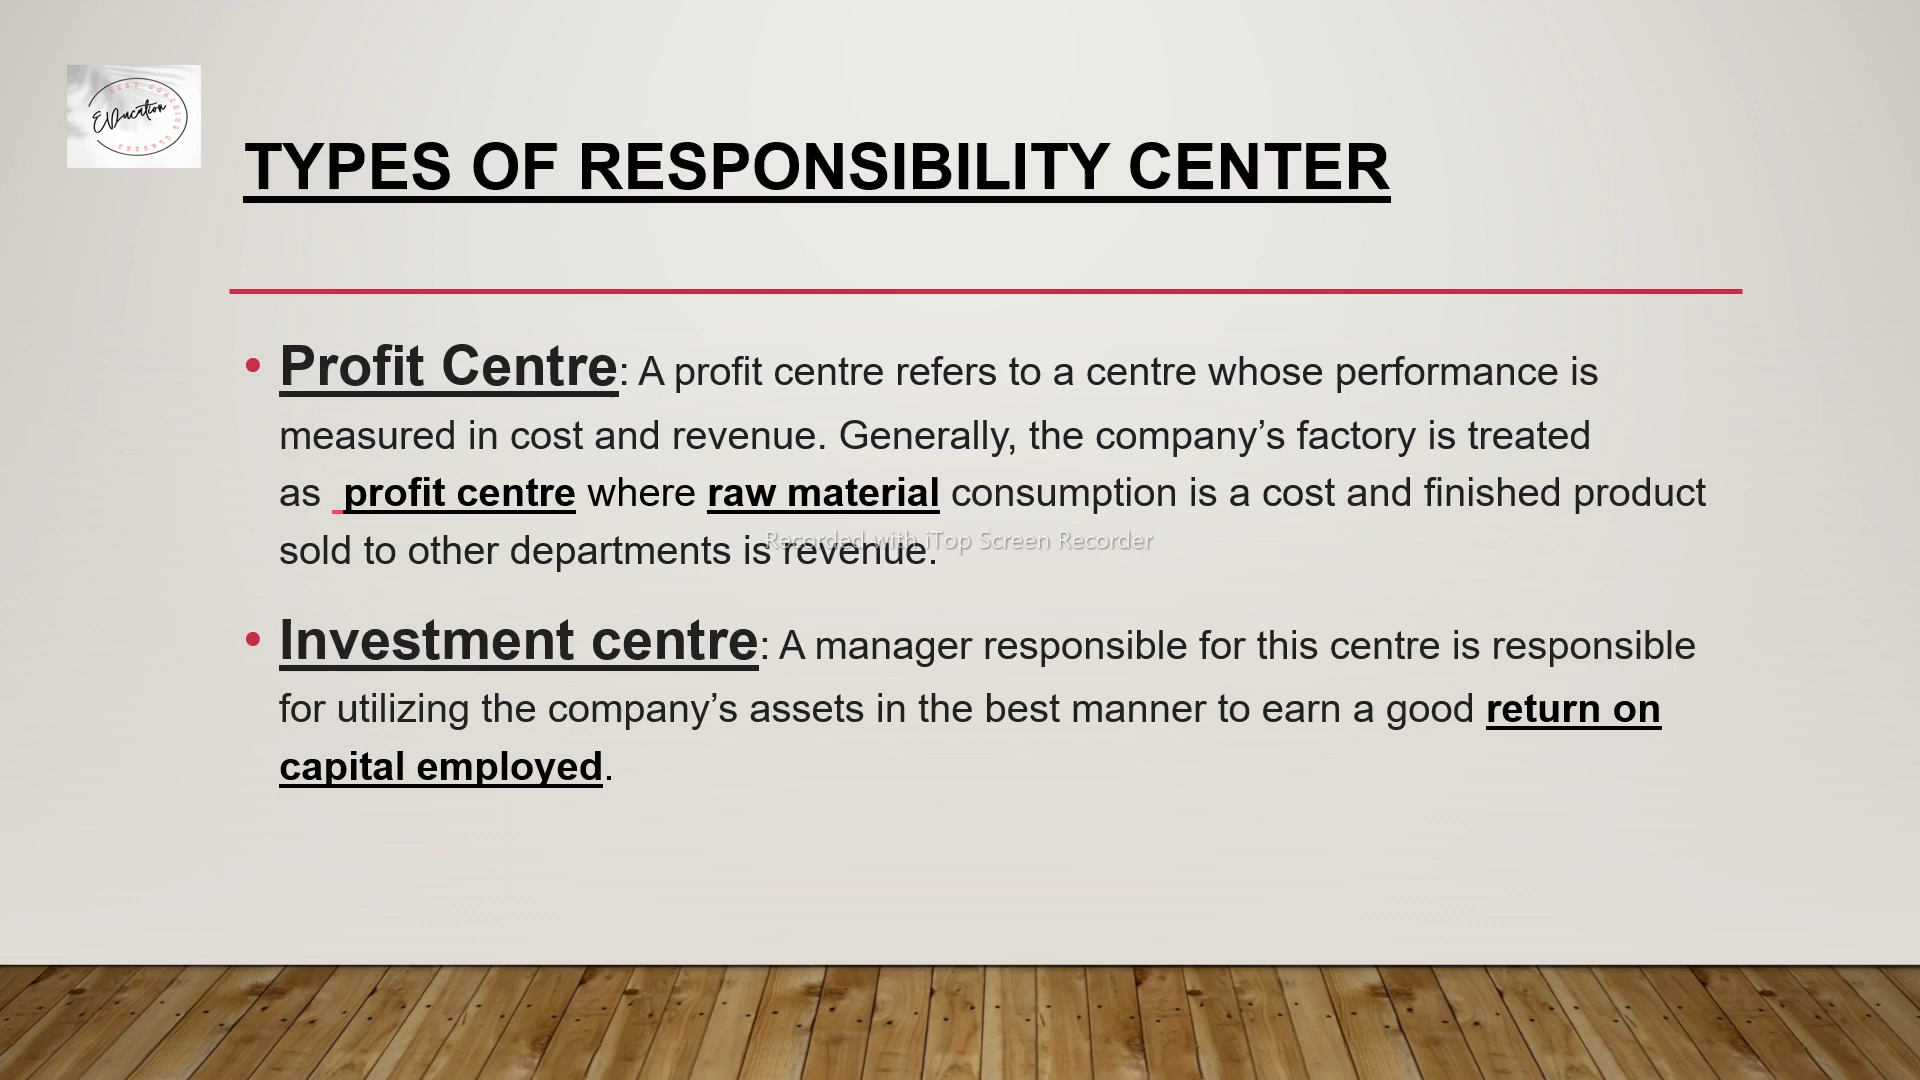 EDucation
TYPES OF RESPONSIBILITY CENTER
• Profit Centre: A profit centre refers to a centre whose performance is
measured in cost and revenue. Generally, the company’s factory is treated
as profit centre where raw material consumption is a cost and finished product
Recorded with iTop Screen Recorder
sold to other departments is revenue.
• Investment centre: A manager responsible for this centre is responsible
for utilizing the company’s assets in the best manner to earn a good return on
capital employed.